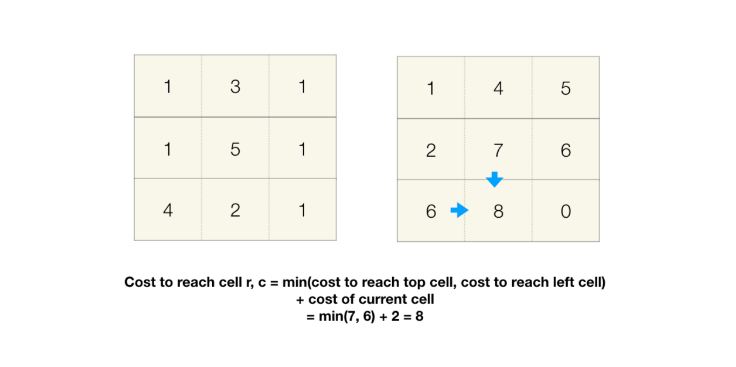 1 3 1
1 5 1
4 2 1
1 4 5
2 7 6
6 8 0
Cost to reach cell r, c = min(cost to reach top cell, cost to reach left cell)
+ cost of current cell
= min(7, 6) + 2 = 8